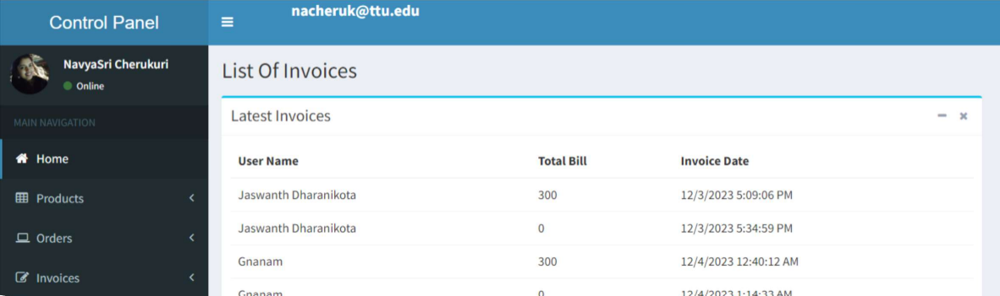 Control Panel
nacheruk@ttu.edu
NavyaSri Cherukuri
Online
MAIN NAVIGATION
Home
Products
Orders
Invoices
List Of Invoices
Latest Invoices
User Name Total Bill Invoice Date
Jaswanth Dharanikota 300 12/3/2023 5:09:06 PM
Jaswanth Dharanikota 0 12/3/2023 5:34:59 PM
Gnanam 300 12/4/2023 12:40:12 AM
Gnanam 0 12/4/2023 1:14:33 AM